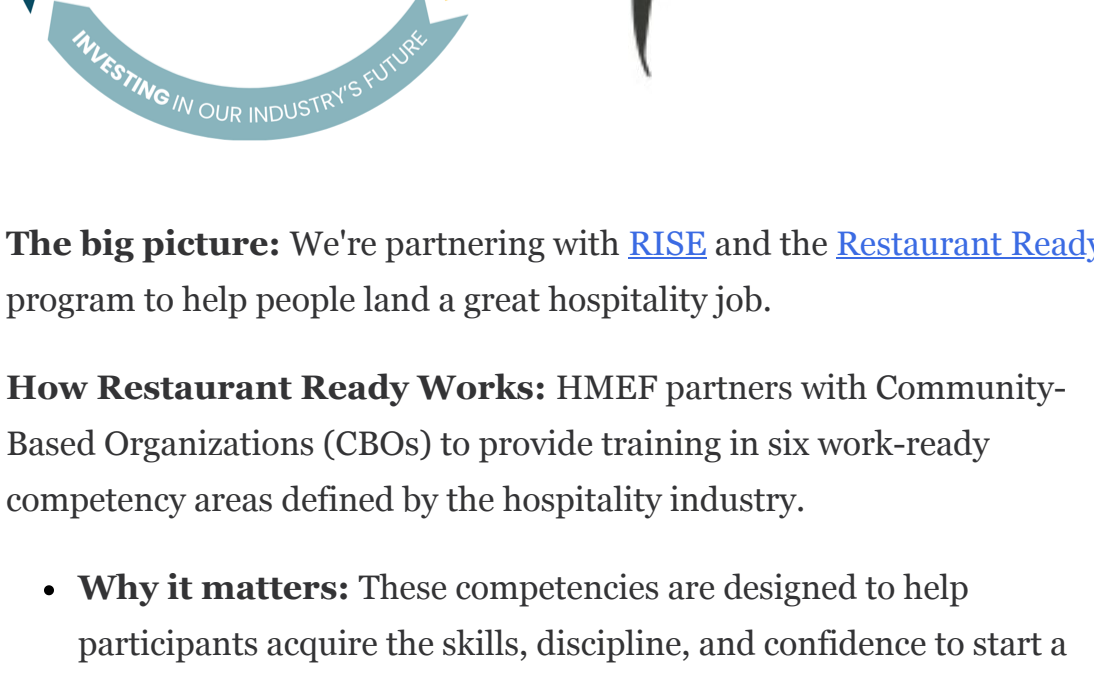 INVESTING IN OUR INDUSTRY'S FUTURE
The big picture: We're partnering with RISE and the Restaurant Ready
program to help people land a great hospitality job.
How Restaurant Ready Works: HMEF partners with Community-
Based Organizations (CBOs) to provide training in six work-ready
competency areas defined by the hospitality industry.
• Why it matters: These competencies are designed to help
participants acquire the skills, discipline, and confidence to start a